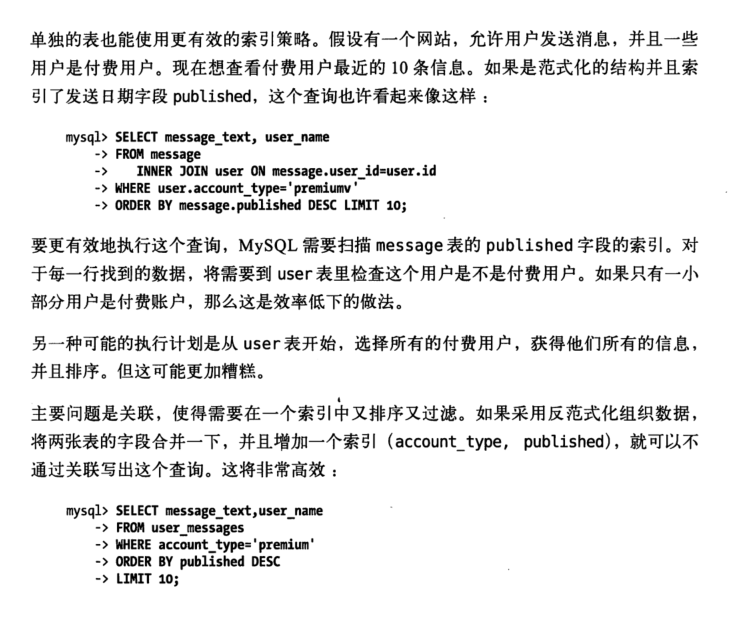 单独的表也能使用更有效的索引策略。假设有一个网站，允许用户发送消息，并且一些
用户是付费用户。现在想查看付费用户最近的 10 条信息。如果是范式化的结构并且索
引了发送日期字段 published，这个查询也许看起来像这样：
mysql> SELECT message_text, user_name
-> FROM message
-> INNER JOIN user ON message.user_id=user.id
-> WHERE user.account_type='premiumv'
-> ORDER BY message.published DESC LIMIT 10;
要更有效地执行这个查询，MySQL 需要扫描 message 表的 published 字段的索引。对
于每一行找到的数据，将需要到 user 表里检查这个用户是不是付费用户。如果只有一小
部分用户是付费账户，那么这是效率低下的做法。
另一种可能的执行计划是从 user 表开始，选择所有的付费用户，获得他们所有的信息，
并且排序。但这可能更加糟糕。
主要问题是关联，使得需要在一个索引中又排序又过滤。如果采用反范式化组织数据，
将两张表的字段合并一下，并且增加一个索引（account_type, published），就可以不
通过关联写出这个查询。这将非常高效：
mysql> SELECT message_text,user_name
-> FROM user_messages
-> WHERE account_type='premium'
-> ORDER BY published DESC
-> LIMIT 10;